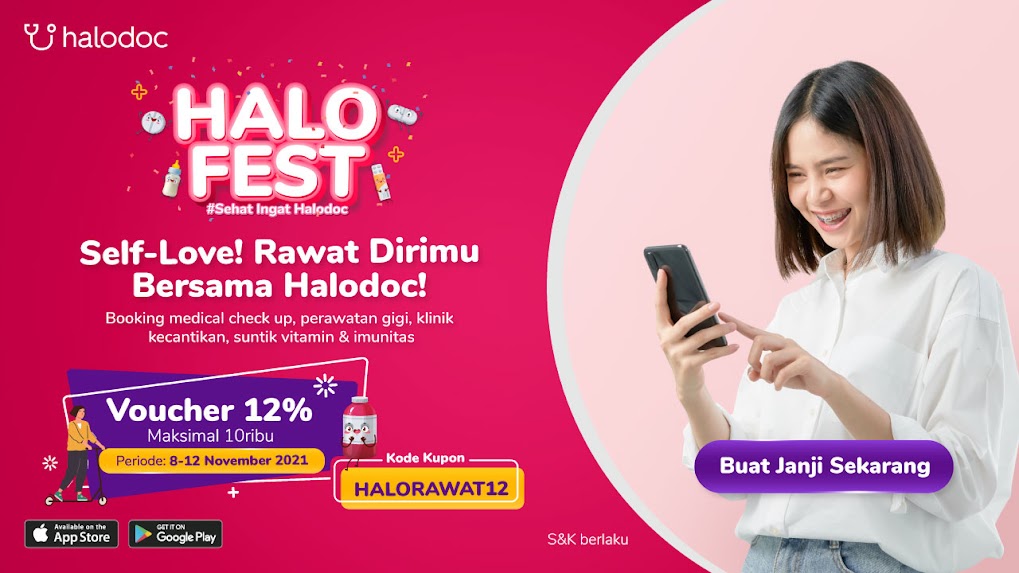 halodoc
HALO
FEST
#Sehat Ingat Halodoc
Self-Love! Rawat Dirimu
Bersama Halodoc!
Booking medical check up, perawatan gigi, klinik
kecantikan, suntik vitamin & imunitas
Voucher 12%
Maksimal 10ribu
Periode: 8-12 November 2021
Kode Kupon
HALORAWAT12
Buat Janji Sekarang
Available on the
App Store
GET IT ON
Google Play
S&K berlaku